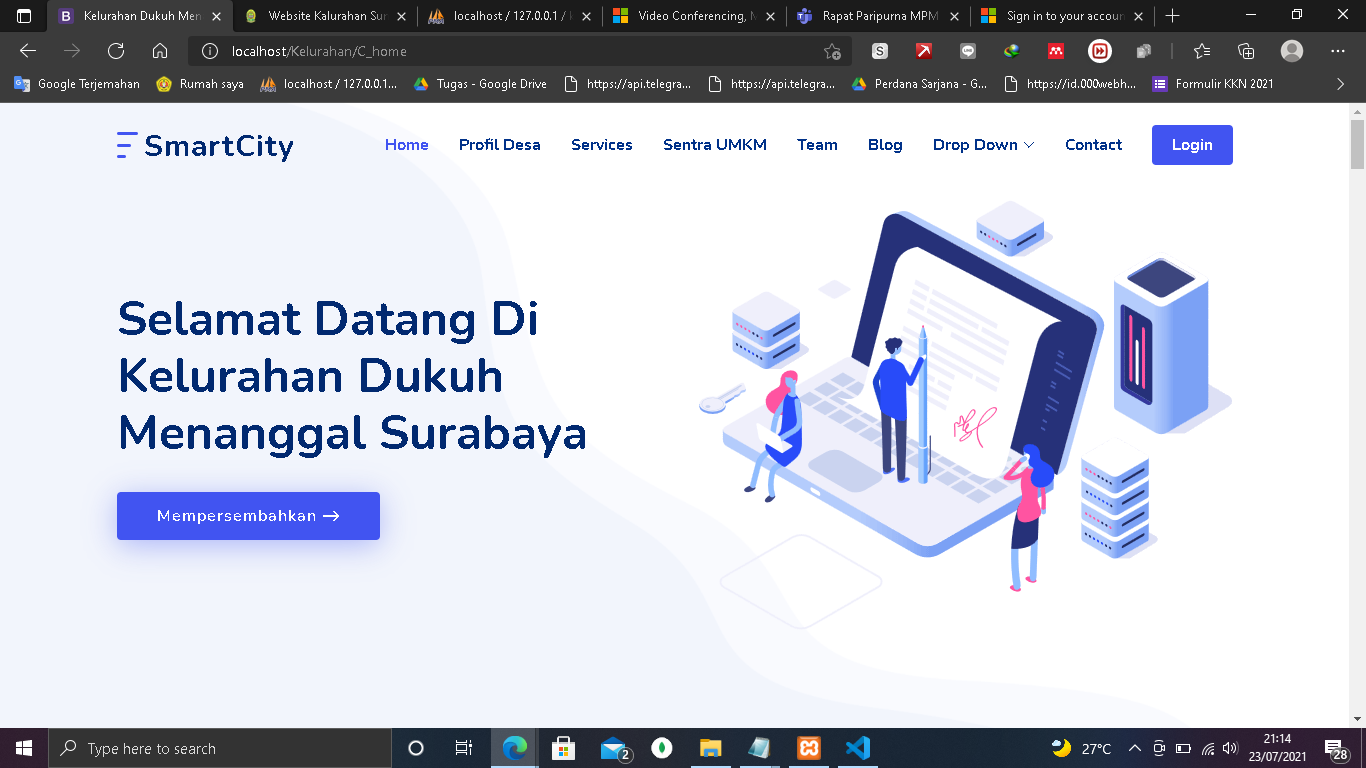 Kelurahan Dukuh Men
Website Kalurahan Sur
localhost / 127.0.0.1 / k
Video Conferencing, M
Rapat Paripurna MPM
Sign in to your accoun
localhost/Kelurahan/C_home
Google Terjemahan
Rumah saya
localhost / 127.0.0.1...
Tugas - Google Drive
https://api.telegra...
https://api.telegra...
Perdana Sarjana - G...
https://id.000webh...
Formulir KKN 2021
SmartCity
Home
Profil Desa
Services
Sentra UMKM
Team
Blog
Drop Down
Contact
Login
Selamat Datang Di
Kelurahan Dukuh
Menanggal Surabaya
Mempersembahkan →
Type here to search
2
27°C
21:14
23/07/2021
28